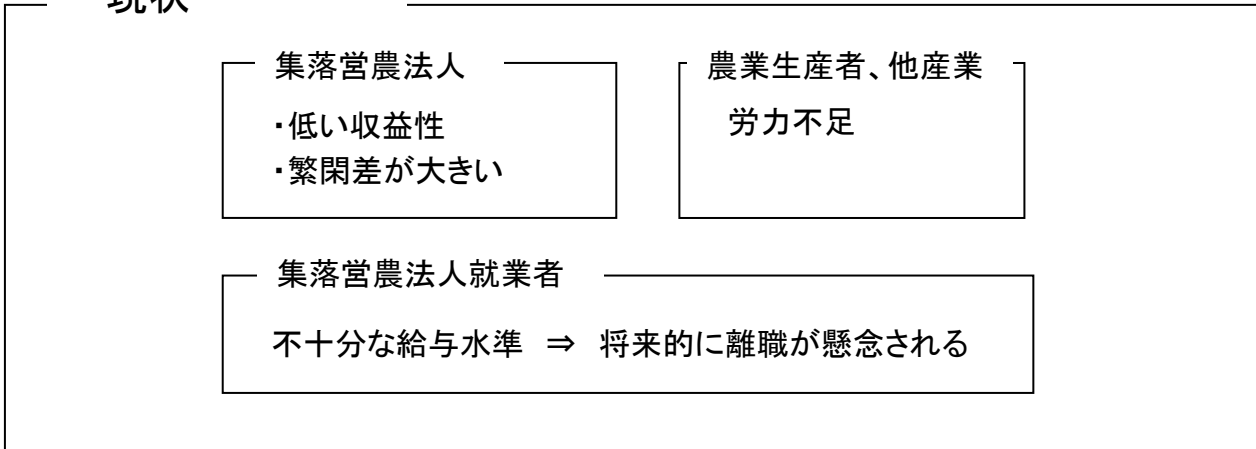 現状
集落営農法人
・低い収益性
・繁閑差が大きい
農業生産者、他産業
労力不足
集落営農法人就業者
不十分な給与水準 ⇒ 将来的に離職が懸念される